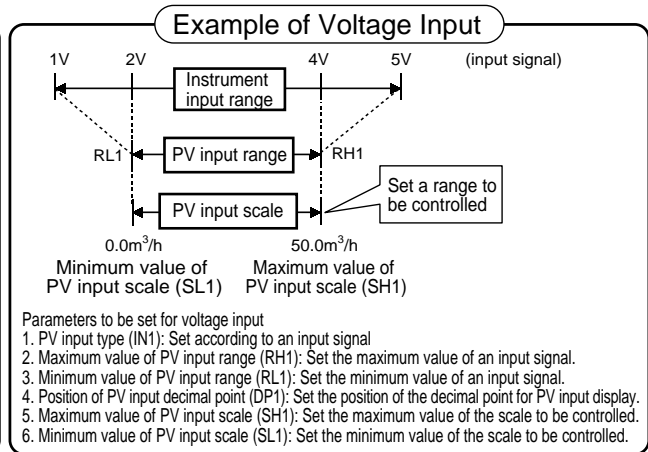 Example of Voltage Input
1V 2V 4V 5V (input signal)
Instrument
input range
RL1 PV input range RH1
PV input scale
Set a range to
be controlled
0.0m³/h 50.0m³/h
Minimum value of Maximum value of
PV input scale (SL1) PV input scale (SH1)
Parameters to be set for voltage input
1. PV input type (IN1): Set according to an input signal
2. Maximum value of PV input range (RH1): Set the maximum value of an input signal.
3. Minimum value of PV input range (RL1): Set the minimum value of an input signal.
4. Position of PV input decimal point (DP1): Set the position of the decimal point for PV input display.
5. Maximum value of PV input scale (SH1): Set the maximum value of the scale to be controlled.
6. Minimum value of PV input scale (SL1): Set the minimum value of the scale to be controlled.